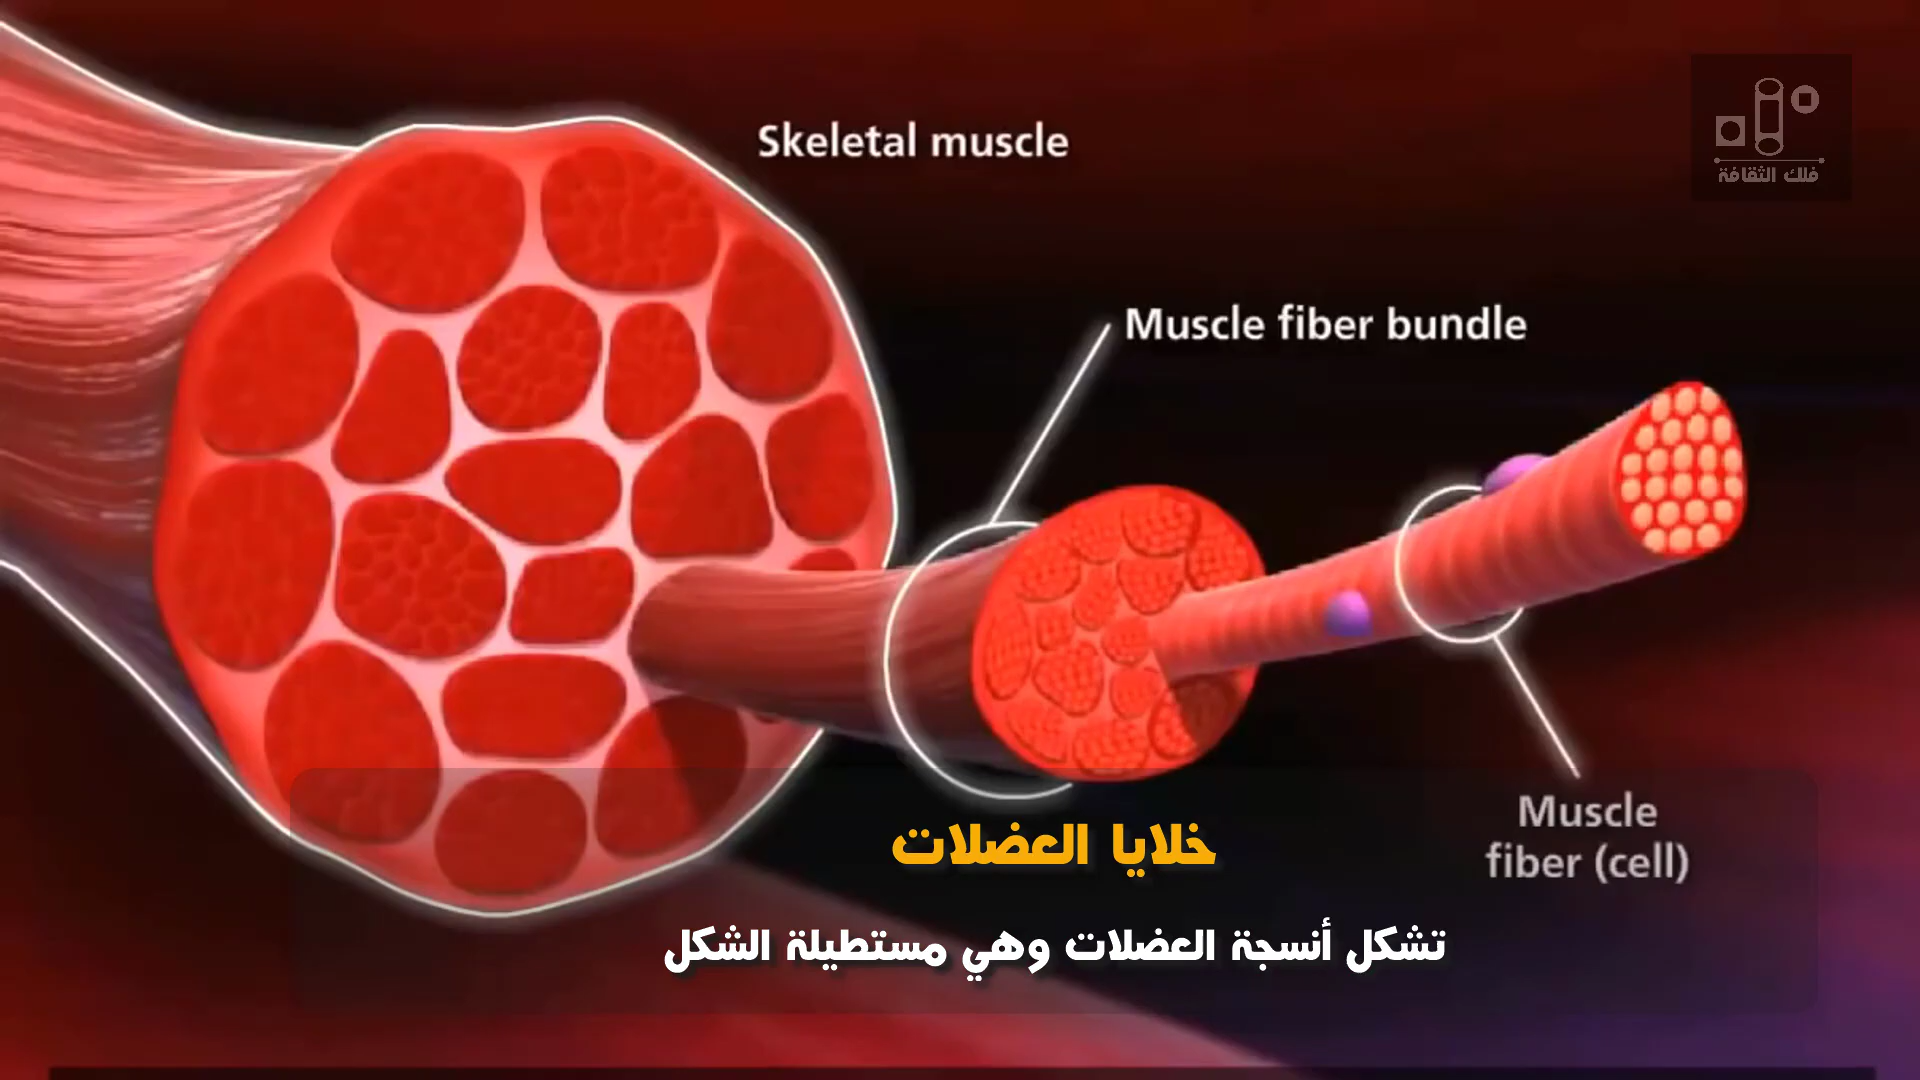 Skeletal muscle
فلك الثقافة
Muscle fiber bundle
Muscle
fiber (cell)
خلايا العضلات
تشكل أنسجة العضلات وهي مستطيلة الشكل